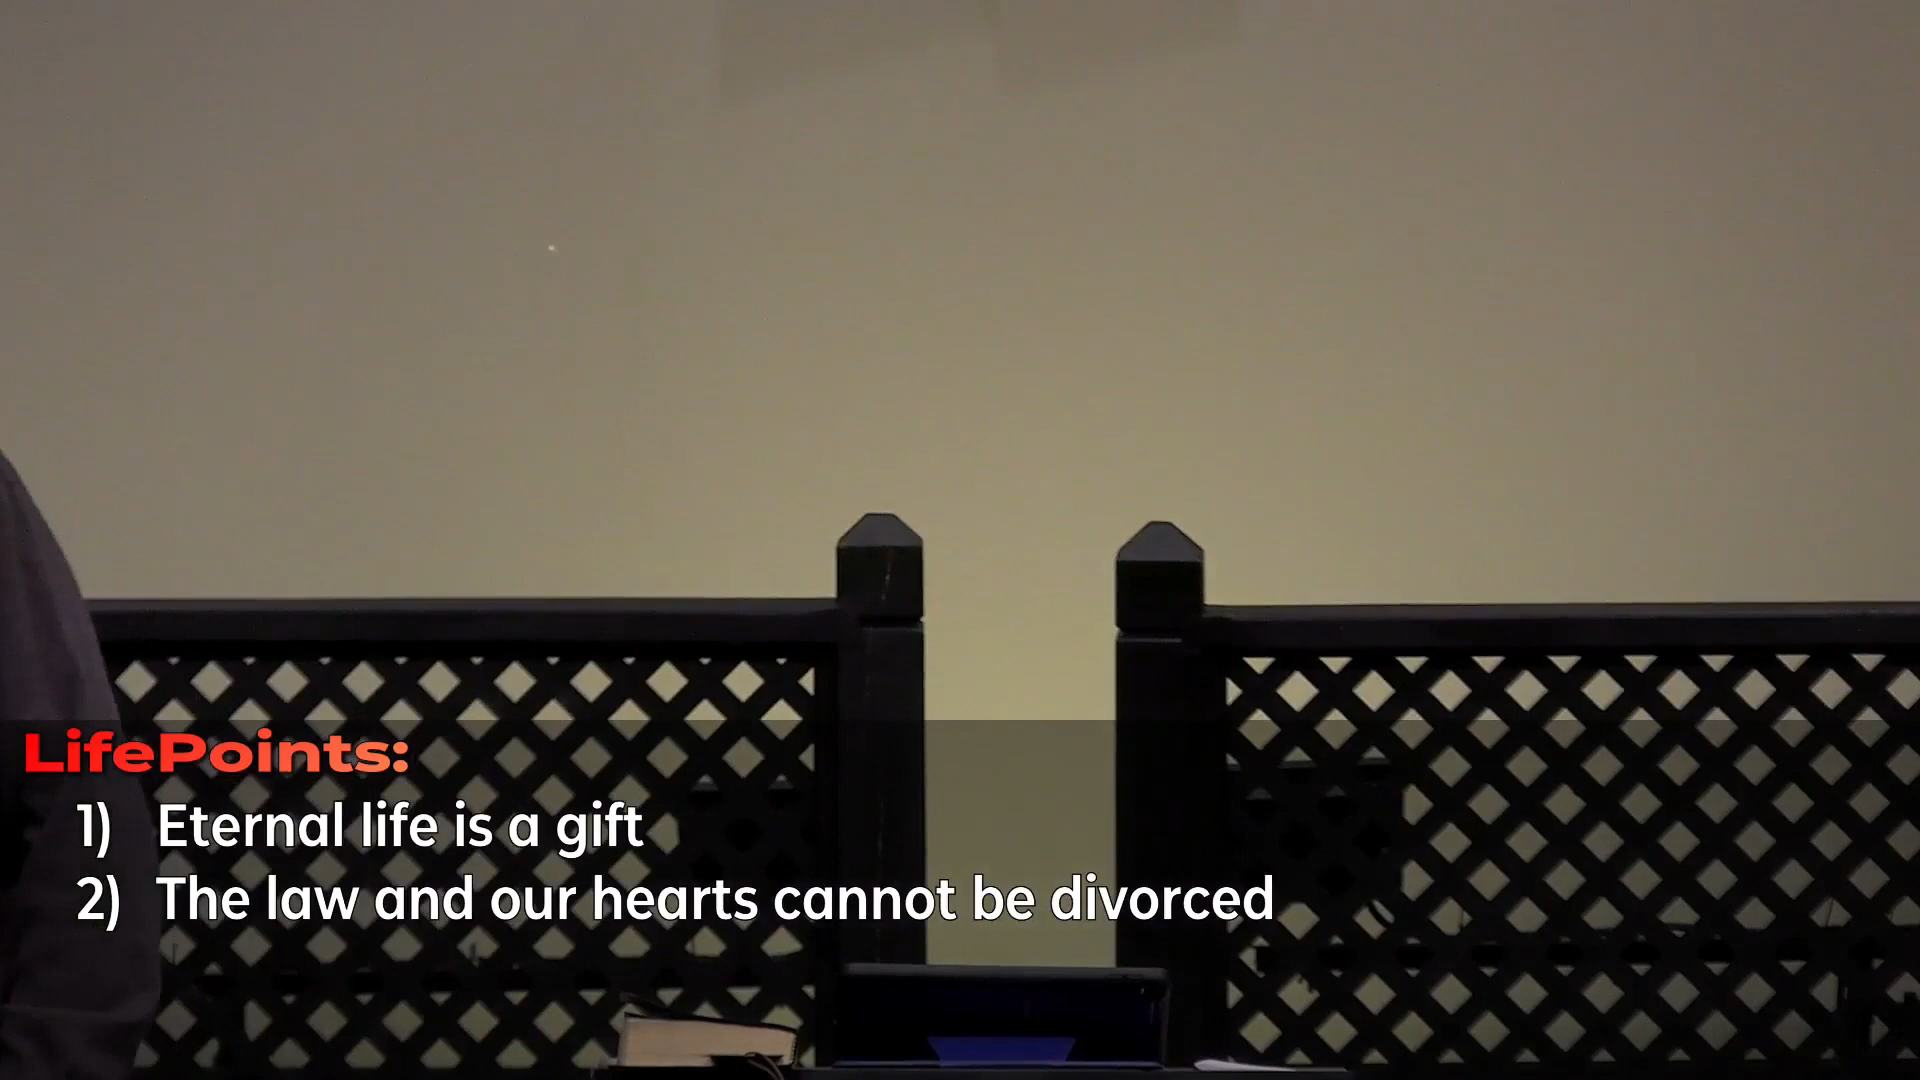 LifePoints:
1) Eternal life is a gift
2) The law and our hearts cannot be divorced